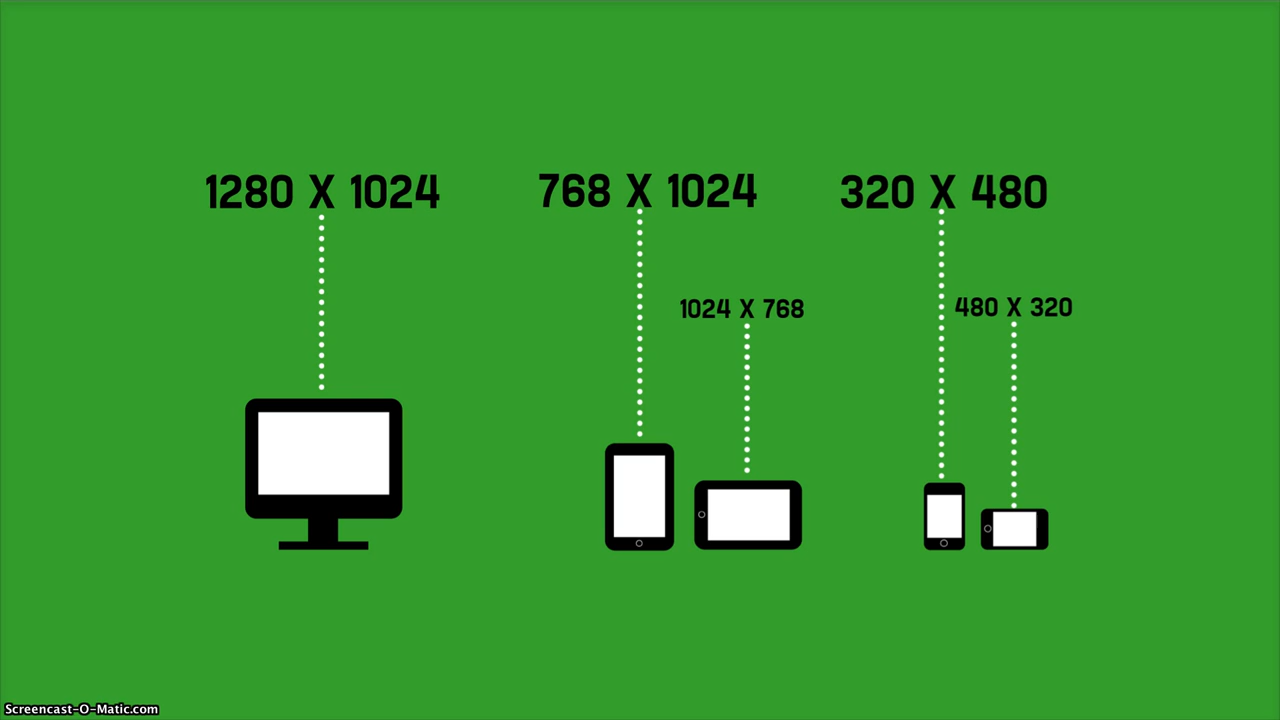 1280 X 1024
768 X 1024
320 X 480
1024 X 768
480 X 320
Screencast-O-Matic.com